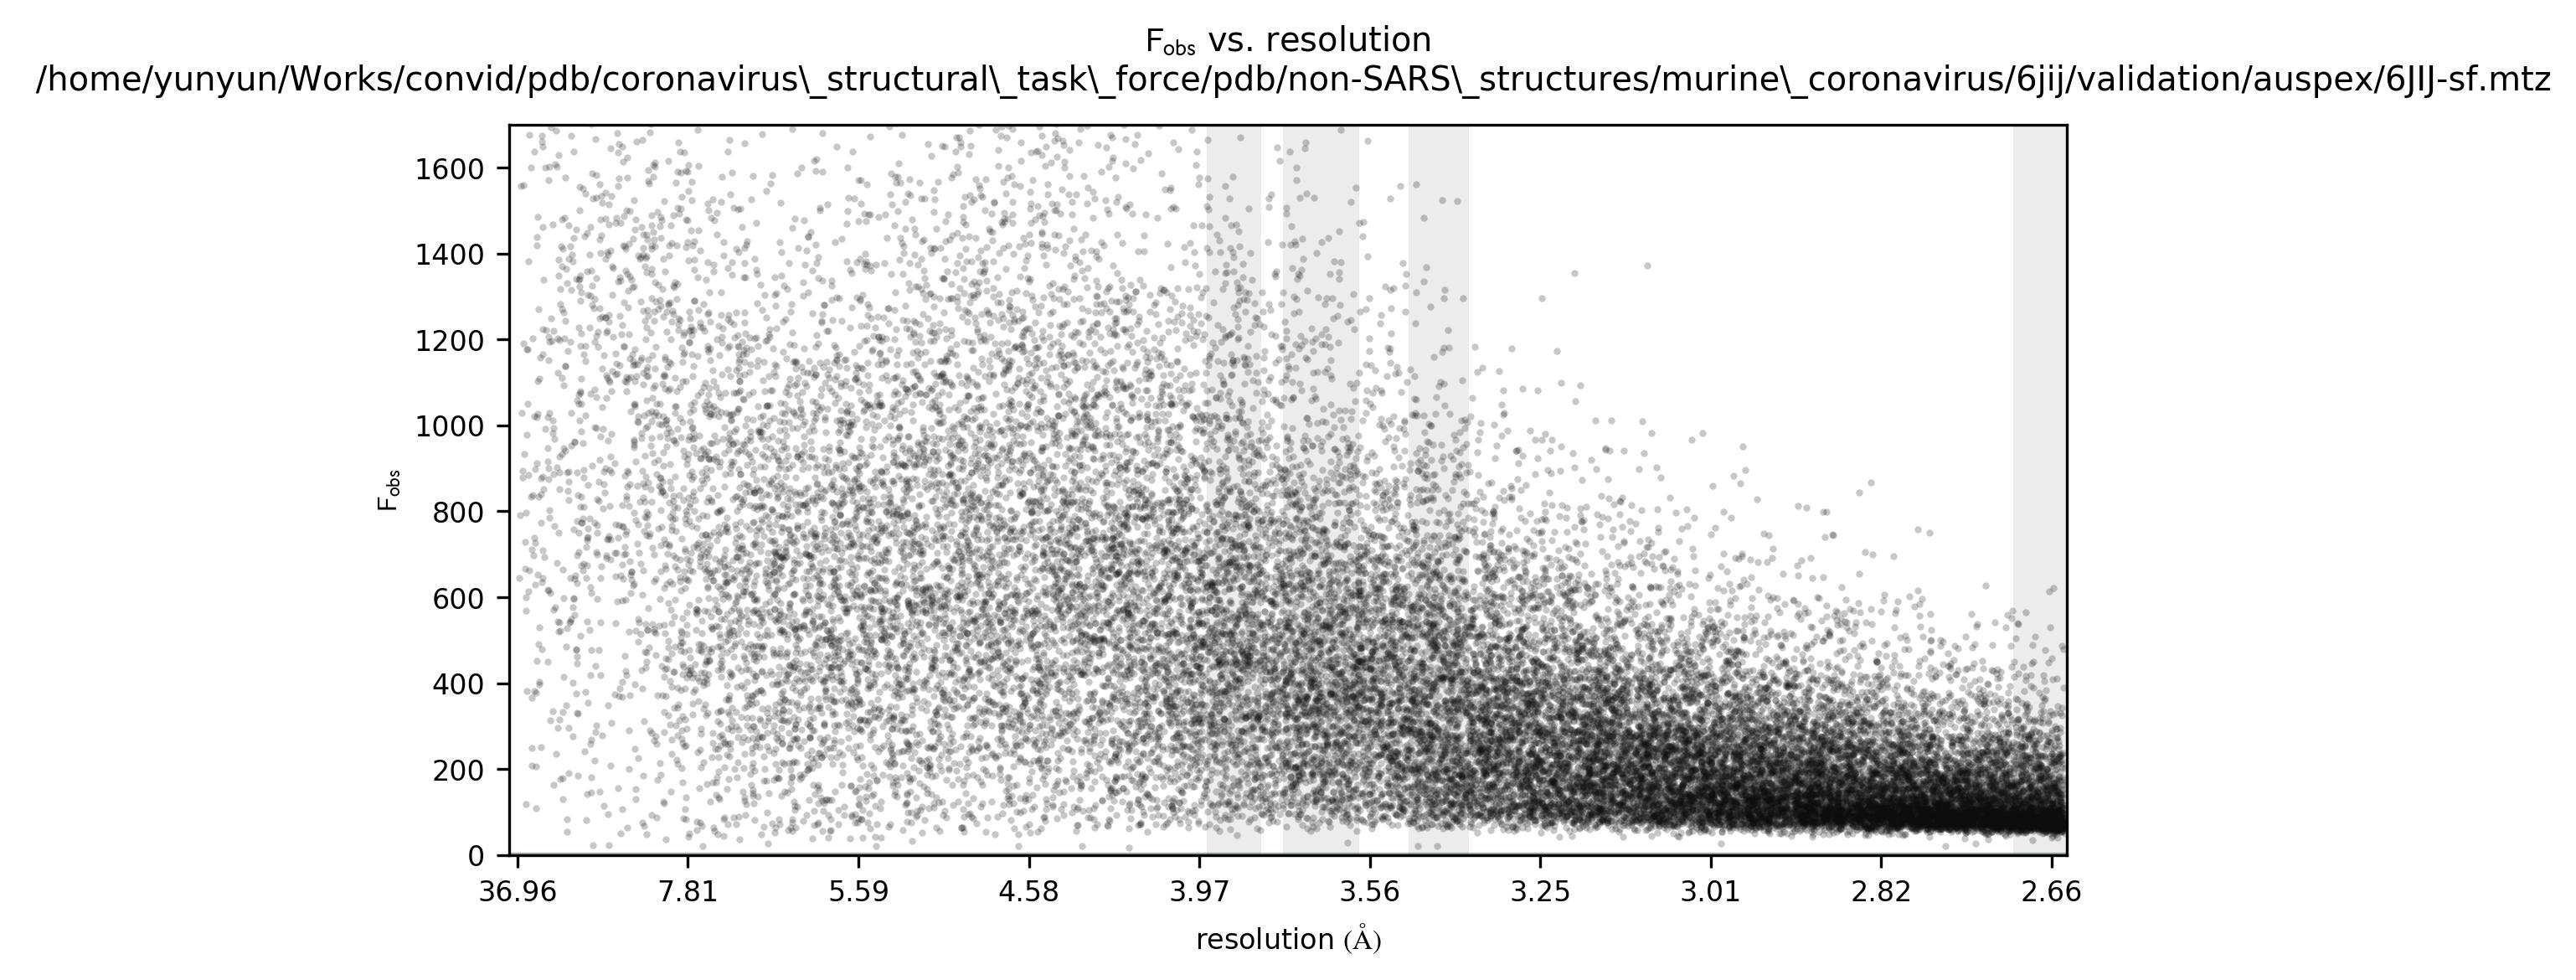 F_obs vs. resolution
/home/yunyun/Works/convid/pdb/coronavirus\_structural\_task\_force/pdb/non-SARS\_structures/murine\_coronavirus/6jij/validation/auspex/6JIJ-sf.mtz
1600
1400
1200
1000
800
600
400
200
0
F_obs
36.96 7.81 5.59 4.58 3.97 3.56 3.25 3.01 2.82 2.66
resolution (Å)